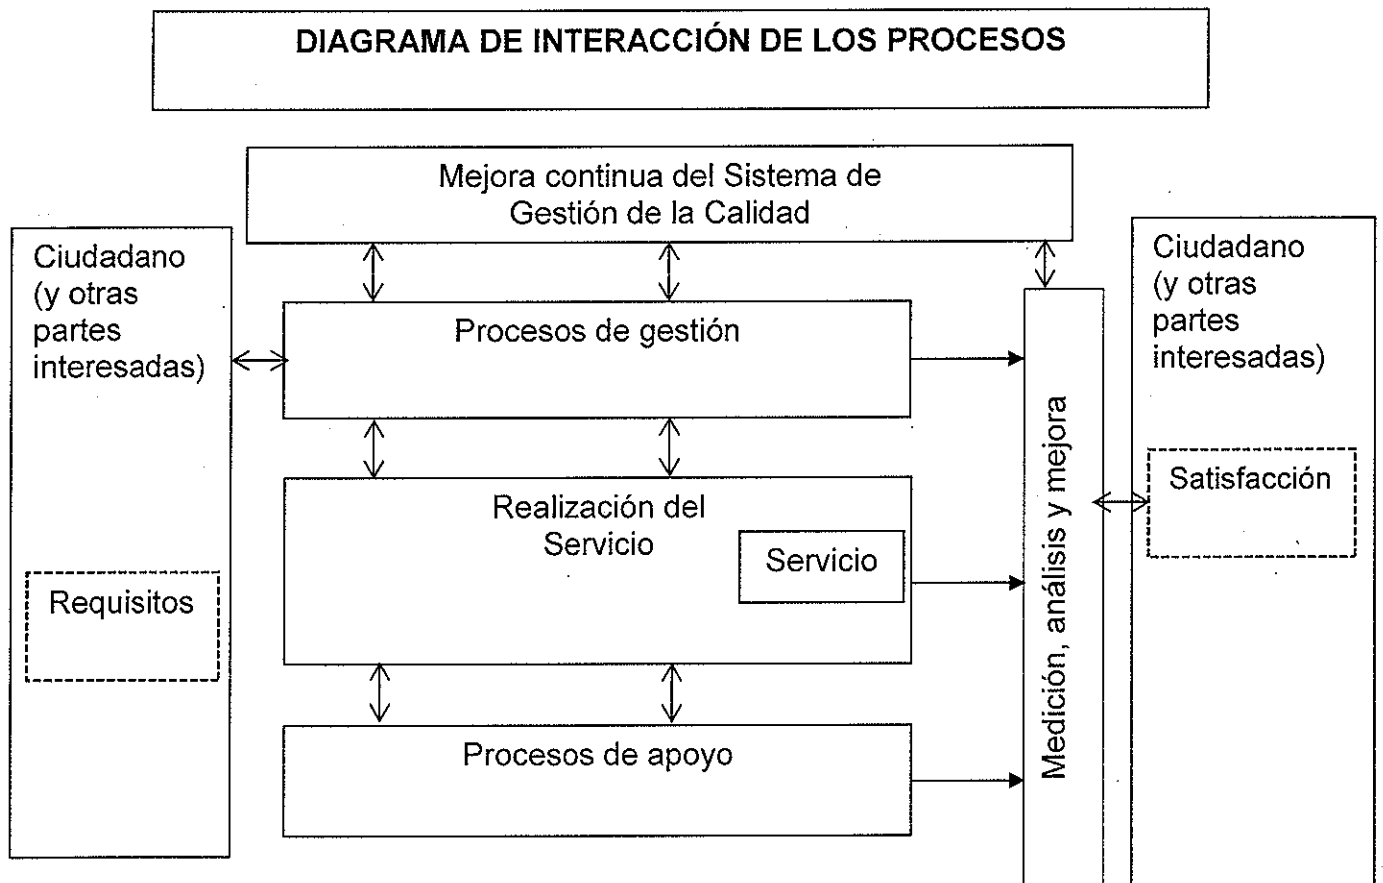 DIAGRAMA DE INTERACCIÓN DE LOS PROCESOS
Mejora continua del Sistema de
Gestión de la Calidad
Ciudadano
(y otras
partes
interesadas)
Requisitos
Procesos de gestión
Realización del
Servicio
Servicio
Procesos de apoyo
Medición, análisis y mejora
Ciudadano
(y otras
partes
interesadas)
Satisfacción